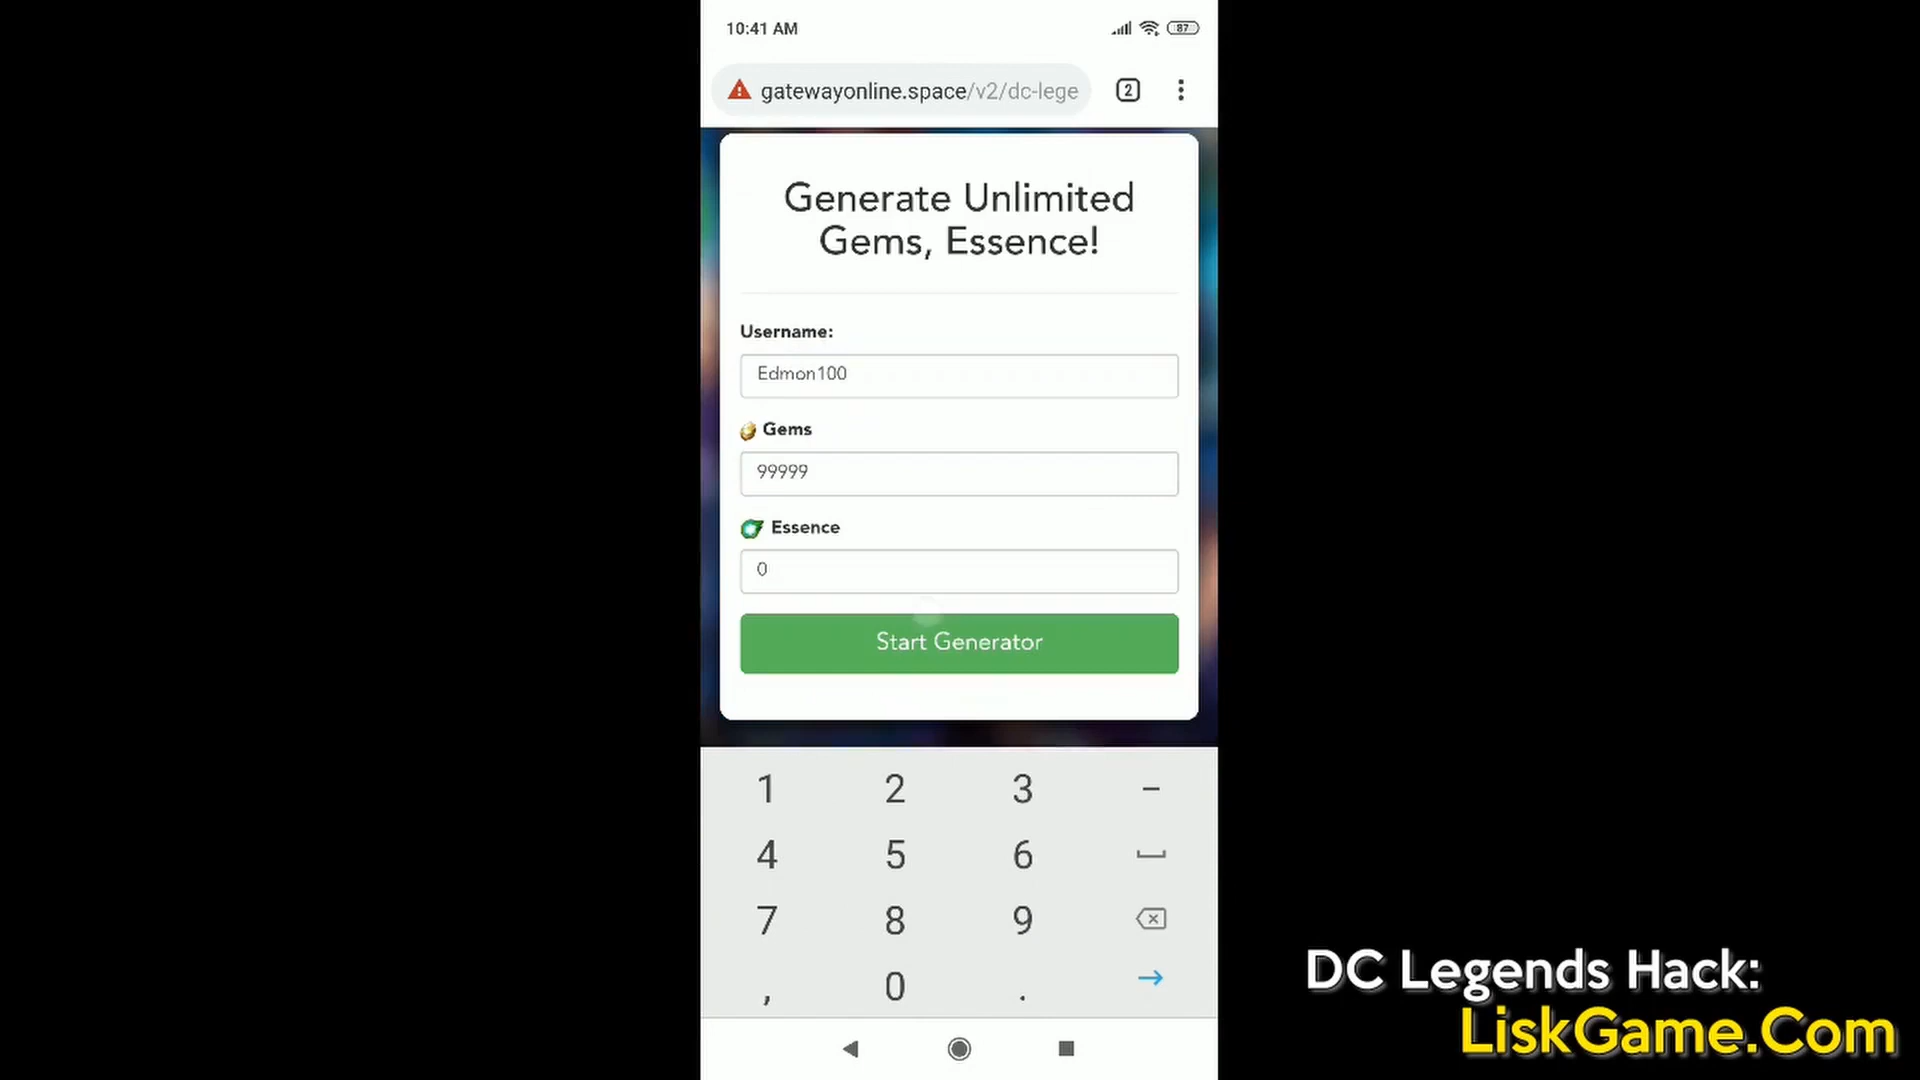 10:41 AM
87
gatewayonline.space/v2/dc-lege
2
Generate Unlimited
Gems, Essence!
Username:
Edmon100
Gems
99999
Essence
0
Start Generator
1 2 3 -
4 5 6
7 8 9
, 0 .
DC Legends Hack:
LiskGame.Com